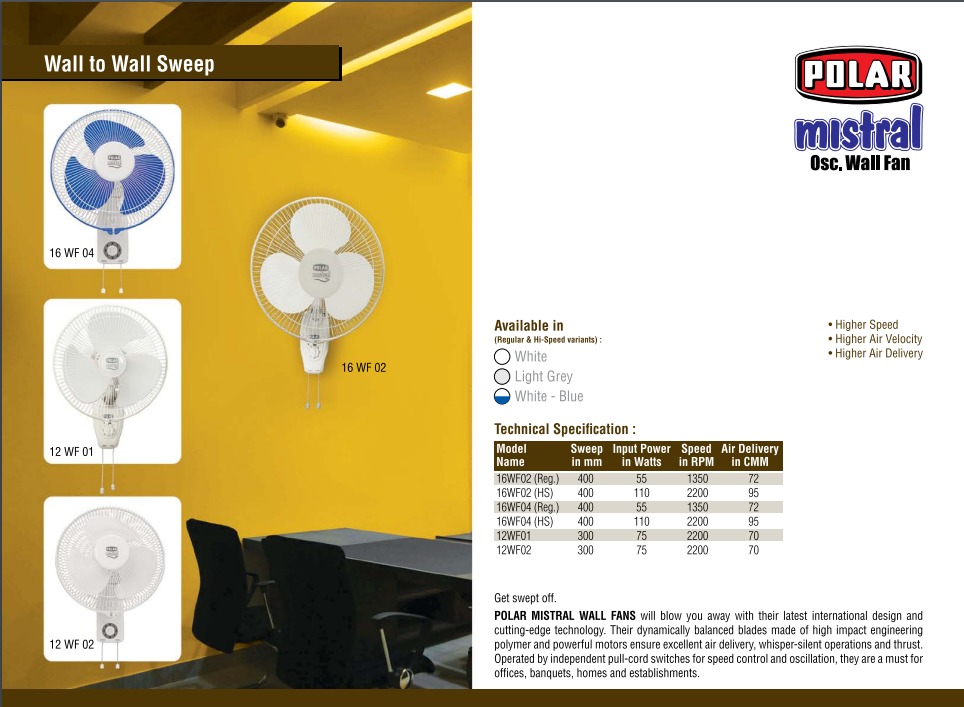 Wall to Wall Sweep
POLAR
16 WF 04
POLAR
16 WF 02
POLAR
12 WF 01
POLAR
12 WF 02
POLAR
mistral
Osc. Wall Fan
Available in
(Regular & Hi-Speed variants) :
White
Light Grey
White - Blue
• Higher Speed
• Higher Air Velocity
• Higher Air Delivery
Technical Specification :
Model Name Sweep in mm Input Power in Watts Speed in RPM Air Delivery in CMM
16WF02 (Reg.) 400 55 1350 72
16WF02 (HS) 400 110 2200 95
16WF04 (Reg.) 400 55 1350 72
16WF04 (HS) 400 110 2200 95
12WF01 300 75 2200 70
12WF02 300 75 2200 70
Get swept off.
POLAR MISTRAL WALL FANS will blow you away with their latest international design and
cutting-edge technology. Their dynamically balanced blades made of high impact engineering
polymer and powerful motors ensure excellent air delivery, whisper-silent operations and thrust.
Operated by independent pull-cord switches for speed control and oscillation, they are a must for
offices, banquets, homes and establishments.